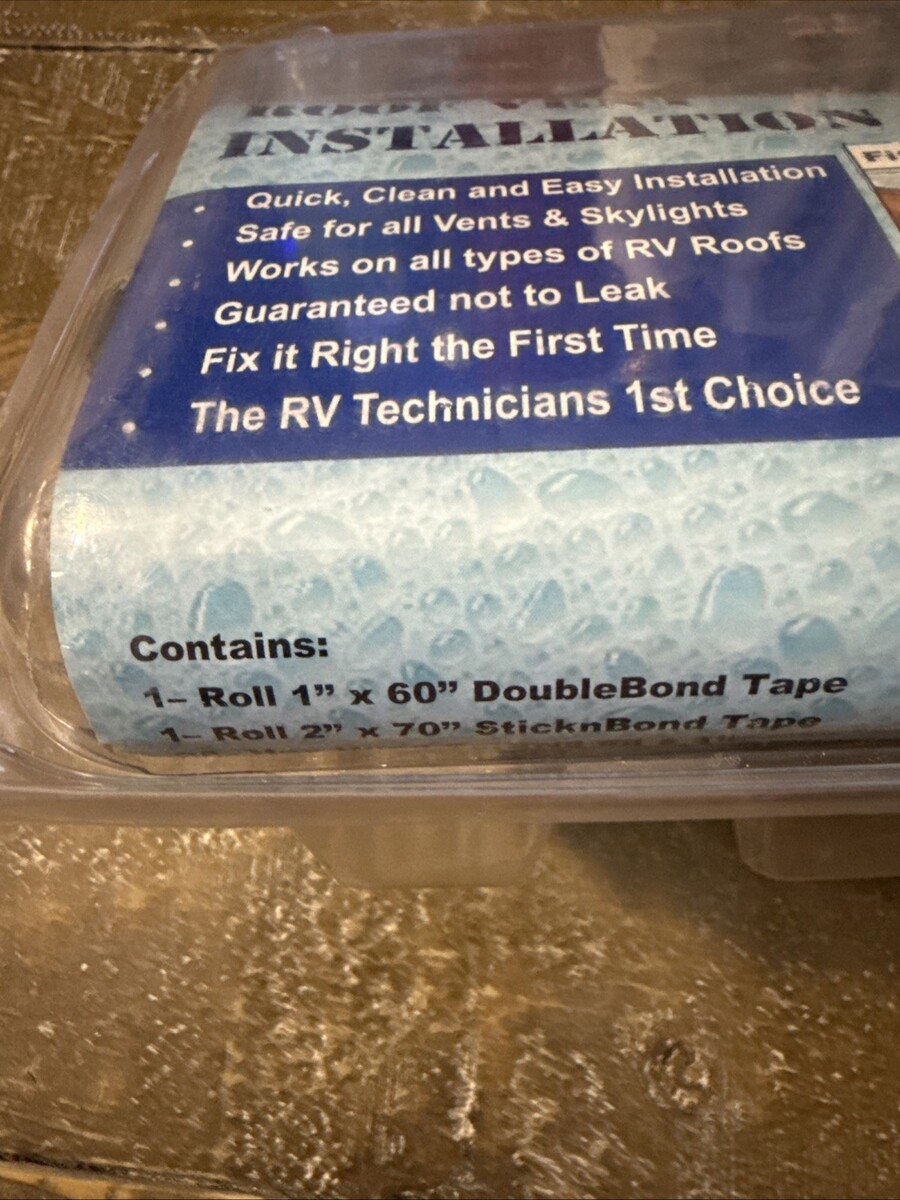 ROOF VENT
INSTALLATION
• Quick, Clean and Easy Installation
• Safe for all Vents & Skylights
• Works on all types of RV Roofs
• Guaranteed not to Leak
• Fix it Right the First Time
• The RV Technicians 1st Choice
Contains:
1– Roll 1” x 60” DoubleBond Tape
1– Roll 2” x 70” SticknBond Tape